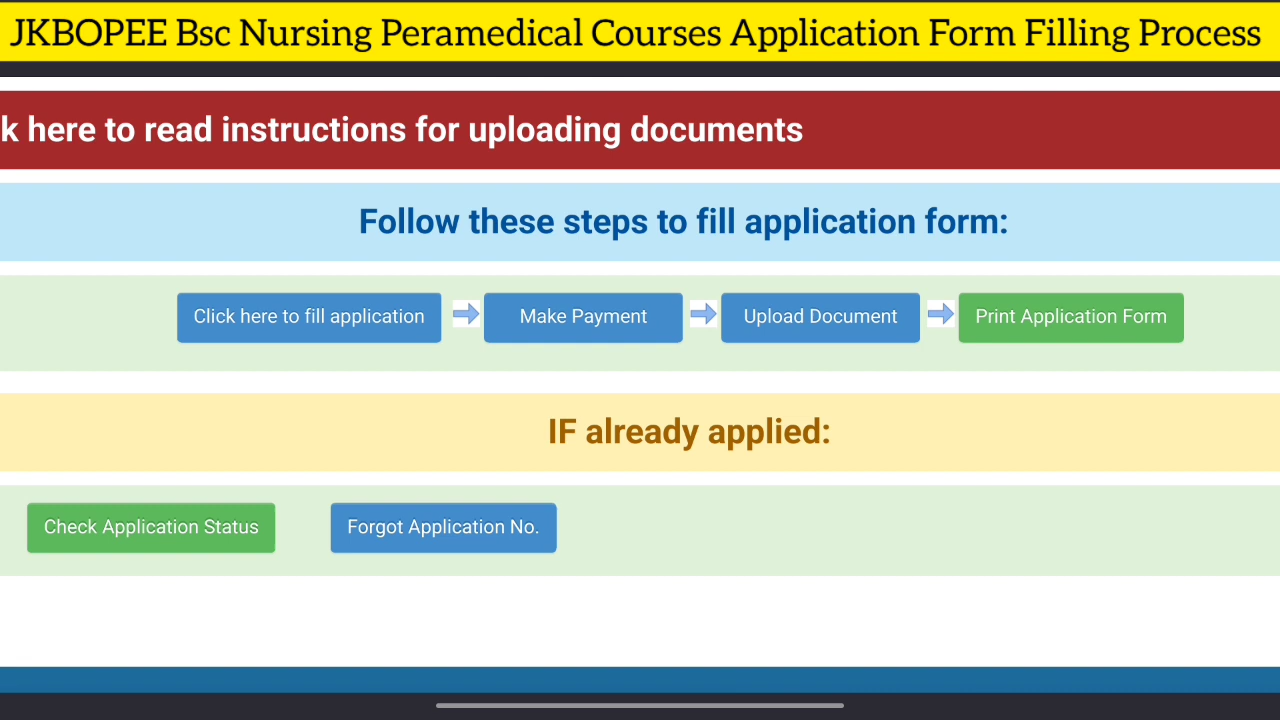 JKBOPEE Bsc Nursing Peramedical Courses Application Form Filling Process
k here to read instructions for uploading documents
Follow these steps to fill application form:
Click here to fill application Make Payment Upload Document Print Application Form
IF already applied:
Check Application Status Forgot Application No.